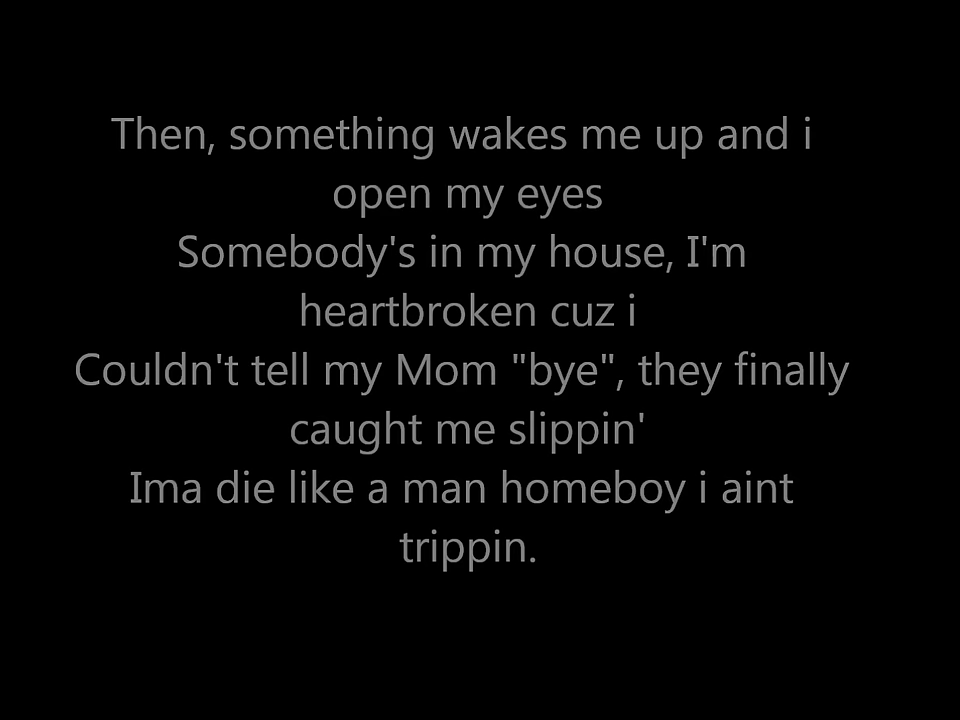 Then, something wakes me up and i
open my eyes
Somebody's in my house, I'm
heartbroken cuz i
Couldn't tell my Mom "bye", they finally
caught me slippin'
Ima die like a man homeboy i aint
trippin.